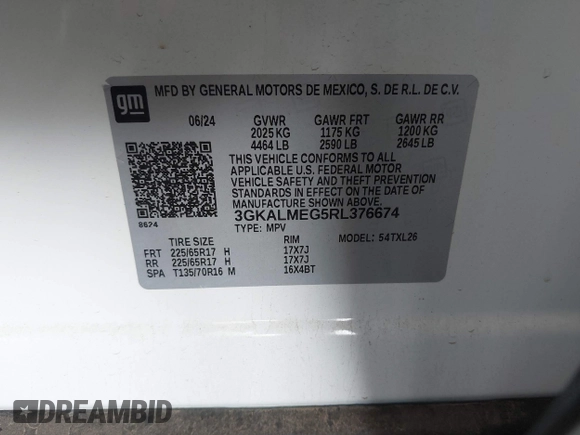 gm
MFD BY GENERAL MOTORS DE MEXICO, S. DE R.L. DE C.V.
06/24 GVWR GAWR FRT GAWR RR
2025 KG 1175 KG 1200 KG
4464 LB 2590 LB 2645 LB
THIS VEHICLE CONFORMS TO ALL
APPLICABLE U.S. FEDERAL MOTOR
VEHICLE SAFETY AND THEFT PREVENTION
STANDARDS IN EFFECT ON THE DATE
OF MANUFACTURE SHOWN ABOVE.
8624
3GKALMEG5RL376674
TYPE: MPV MODEL: 54TXL26
TIRE SIZE RIM
FRT 225/65R17 H 17X7J
RR 225/65R17 H 17X7J
SPA T135/70R16 M 16X4BT
DREAMBID